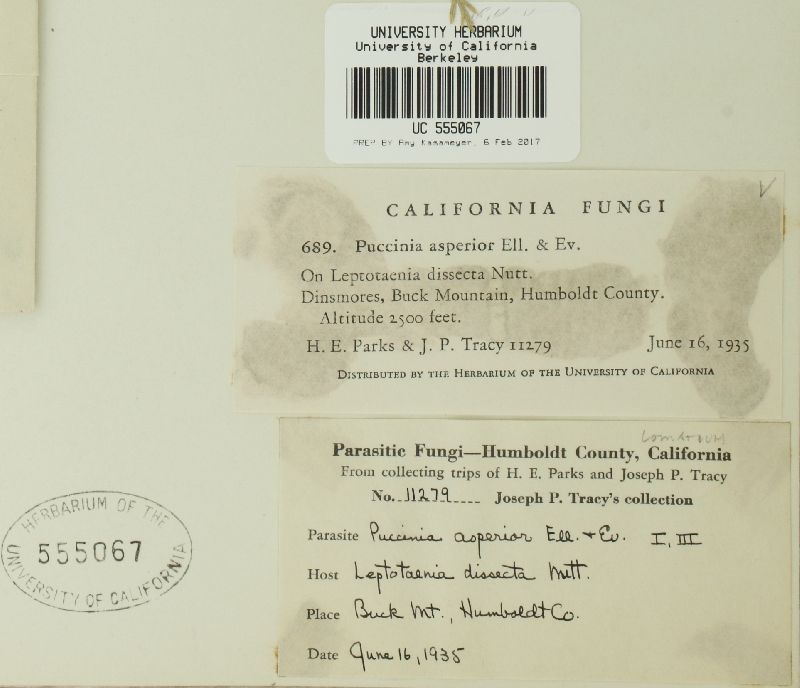 UNIVERSITY HERBARIUM
University of California
Berkeley
UC 555067
PREP BY Amy Kasameyer, 6 Feb 2017
CALIFORNIA FUNGI
689. Puccinia asperior Ell. & Ev.
On Leptotaenia dissecta Nutt.
Dinsmores, Buck Mountain, Humboldt County.
Altitude 2500 feet.
H. E. Parks & J. P. Tracy 11279 June 16, 1935
Distributed by the Herbarium of the University of California
Parasitic Fungi—Humboldt County, California
From collecting trips of H. E. Parks and Joseph P. Tracy
No. 11279 Joseph P. Tracy's collection
Parasite Puccinia asperior Ell. & Ev. I, III
Host Leptotaenia dissecta Nutt.
Place Buck Mt., Humboldt Co.
Date June 16, 1935
HERBARIUM OF THE
555067
UNIVERSITY OF CALIFORNIA